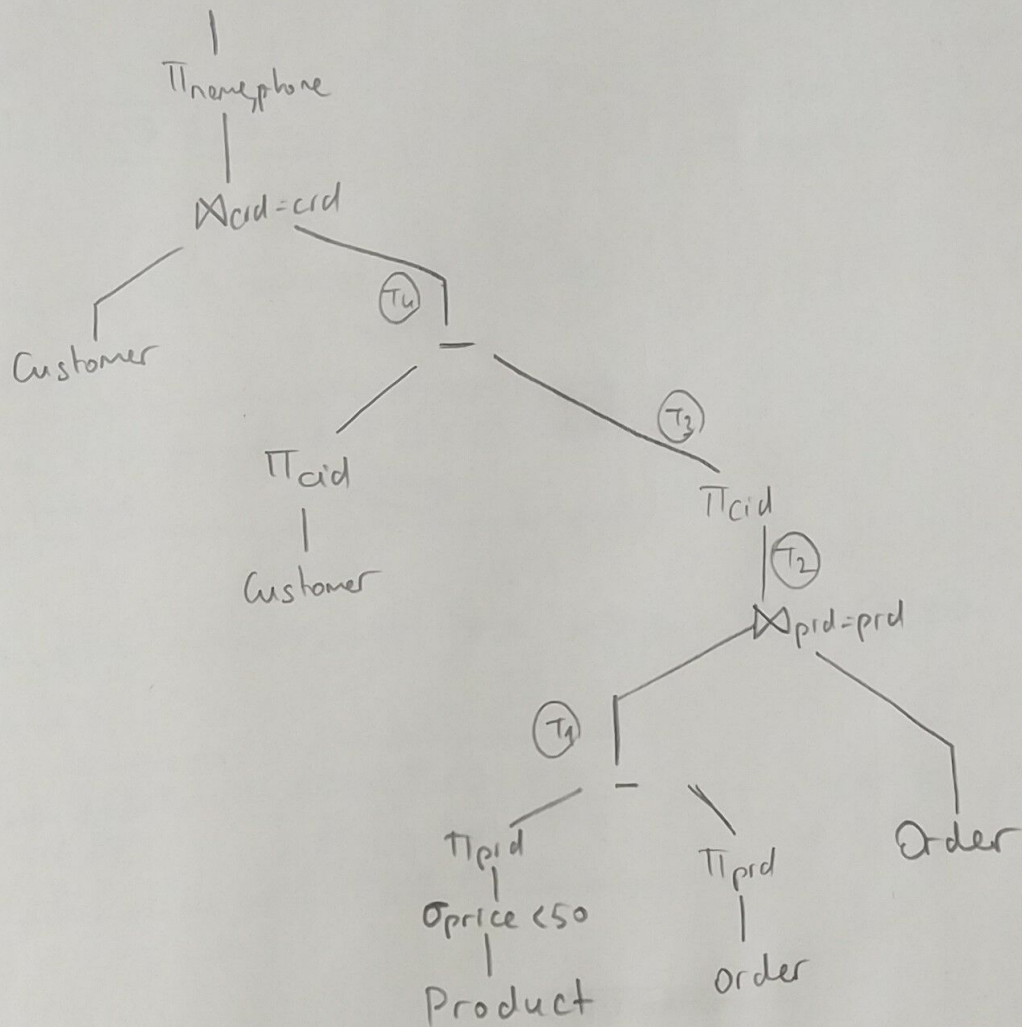 Πname,phone
⋈cid=cid
T4
Customer
−
T3
Πcid
Πcid
T2
Customer
⋈pid=pid
T1
−
Πpid
Πpid
Order
σprice <50
Order
Product